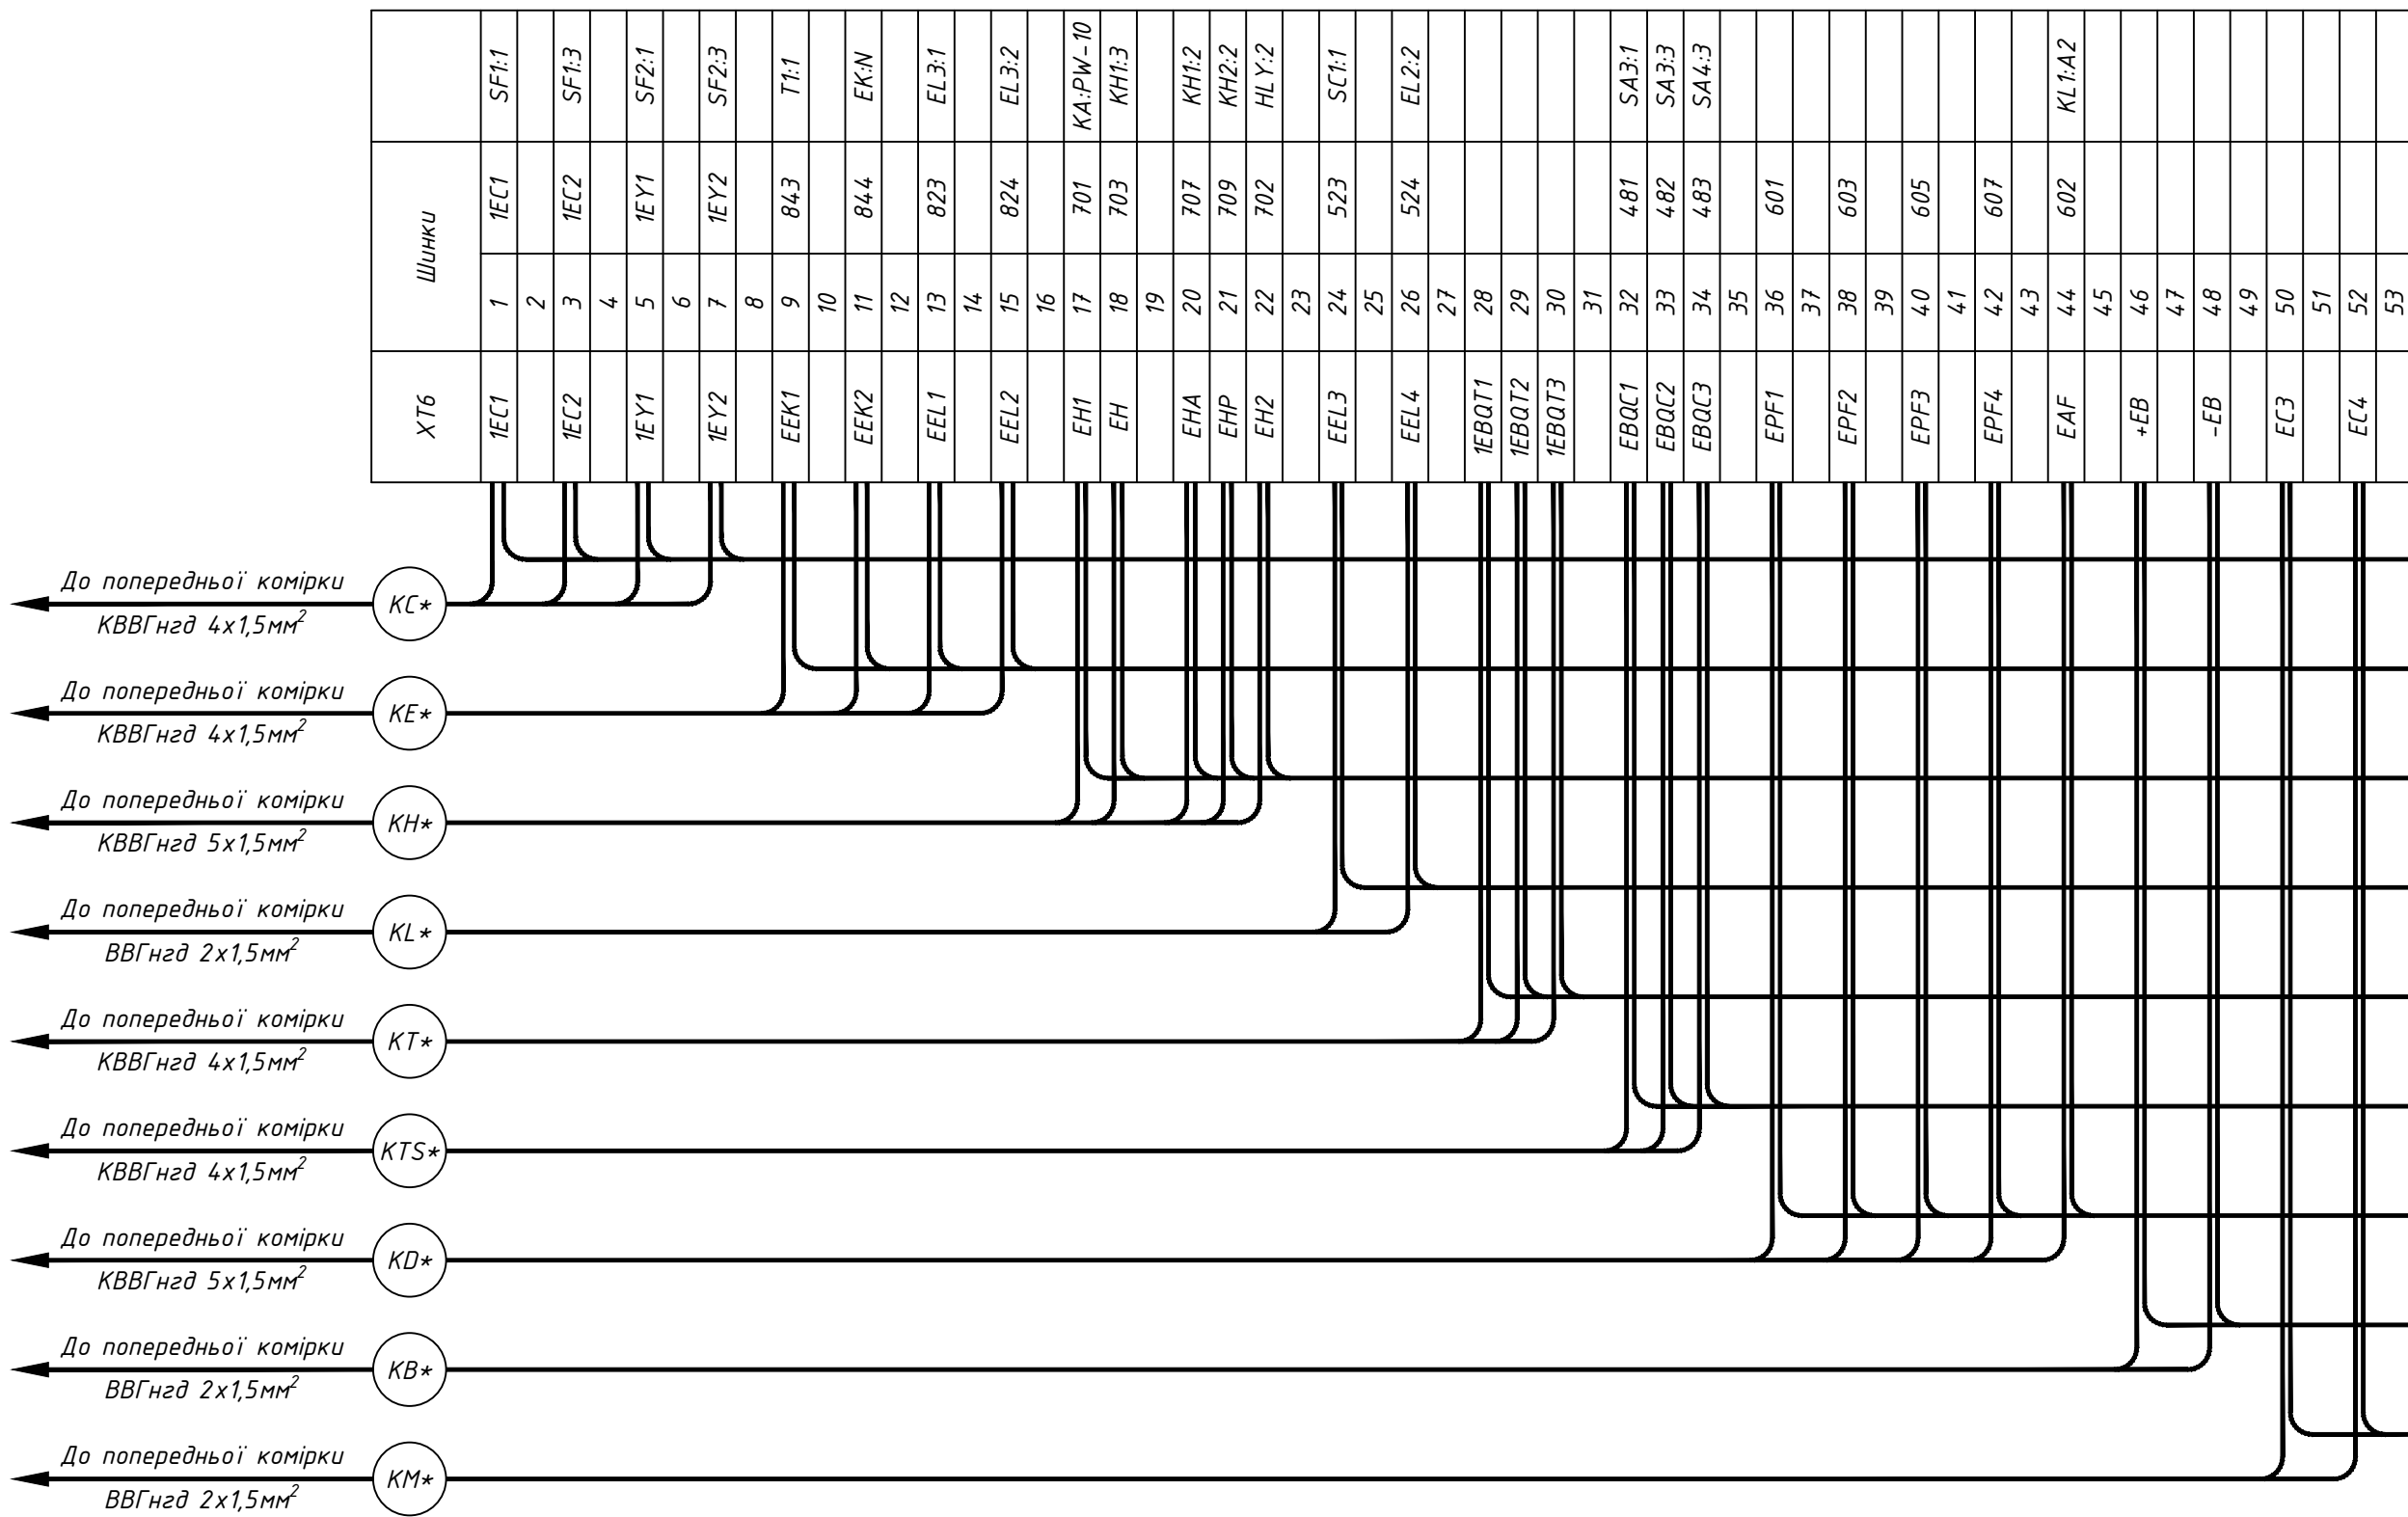 SF1:1
SF1:3
SF2:1
SF2:3
T1:1
EK:N
EL3:1
EL3:2
KA:PW-10
KH1:3
KH1:2
KH2:2
HLY:2
SC1:1
EL2:2
SA3:1
SA3:3
SA4:3
KL1:A2
Шинки
1EC1
1EC2
1EY1
1EY2
843
844
823
824
701
703
707
709
702
523
524
481
482
483
601
603
605
607
602
1
2
3
4
5
6
7
8
9
10
11
12
13
14
15
16
17
18
19
20
21
22
23
24
25
26
27
28
29
30
31
32
33
34
35
36
37
38
39
40
41
42
43
44
45
46
47
48
49
50
51
52
53
XT6
1EC1
1EC2
1EY1
1EY2
EEK1
EEK2
EEL1
EEL2
EH1
EH
EHA
EHP
EH2
EEL3
EEL4
1EBQT1
1EBQT2
1EBQT3
EBQC1
EBQC2
EBQC3
EPF1
EPF2
EPF3
EPF4
EAF
+EB
-EB
EC3
EC4
До попередньої комірки
KC*
КВВГнгд 4х1,5мм²
До попередньої комірки
KE*
КВВГнгд 4х1,5мм²
До попередньої комірки
KH*
КВВГнгд 5х1,5мм²
До попередньої комірки
KL*
ВВГнгд 2х1,5мм²
До попередньої комірки
KT*
КВВГнгд 4х1,5мм²
До попередньої комірки
KTS*
КВВГнгд 4х1,5мм²
До попередньої комірки
KD*
КВВГнгд 5х1,5мм²
До попередньої комірки
KB*
ВВГнгд 2х1,5мм²
До попередньої комірки
KM*
ВВГнгд 2х1,5мм²